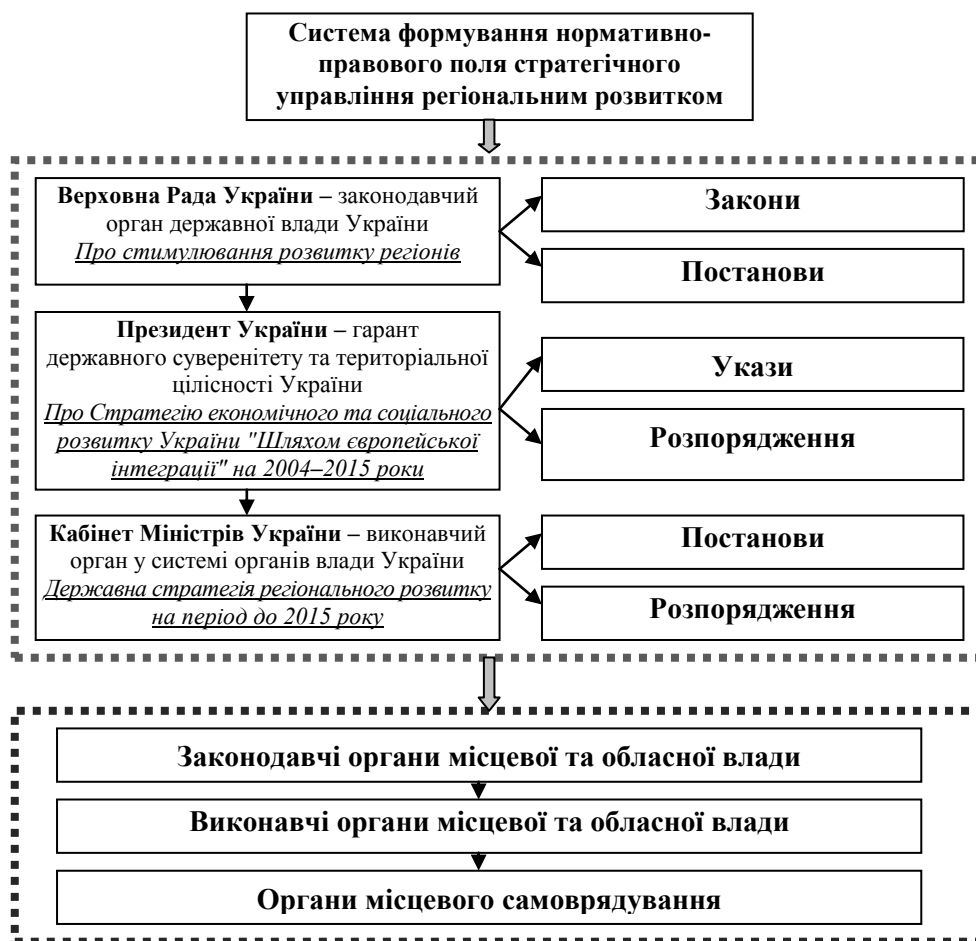 Система формування нормативно-
правового поля стратегічного
управління регіональним розвитком
Верховна Рада України – законодавчий
орган державної влади України
Про стимулювання розвитку регіонів
Закони
Постанови
Президент України – гарант
державного суверенітету та територіальної
цілісності України
Про Стратегію економічного та соціального
розвитку України "Шляхом європейської
інтеграції" на 2004–2015 роки
Укази
Розпорядження
Кабінет Міністрів України – виконавчий
орган у системі органів влади України
Державна стратегія регіонального розвитку
на період до 2015 року
Постанови
Розпорядження
Законодавчі органи місцевої та обласної влади
Виконавчі органи місцевої та обласної влади
Органи місцевого самоврядування